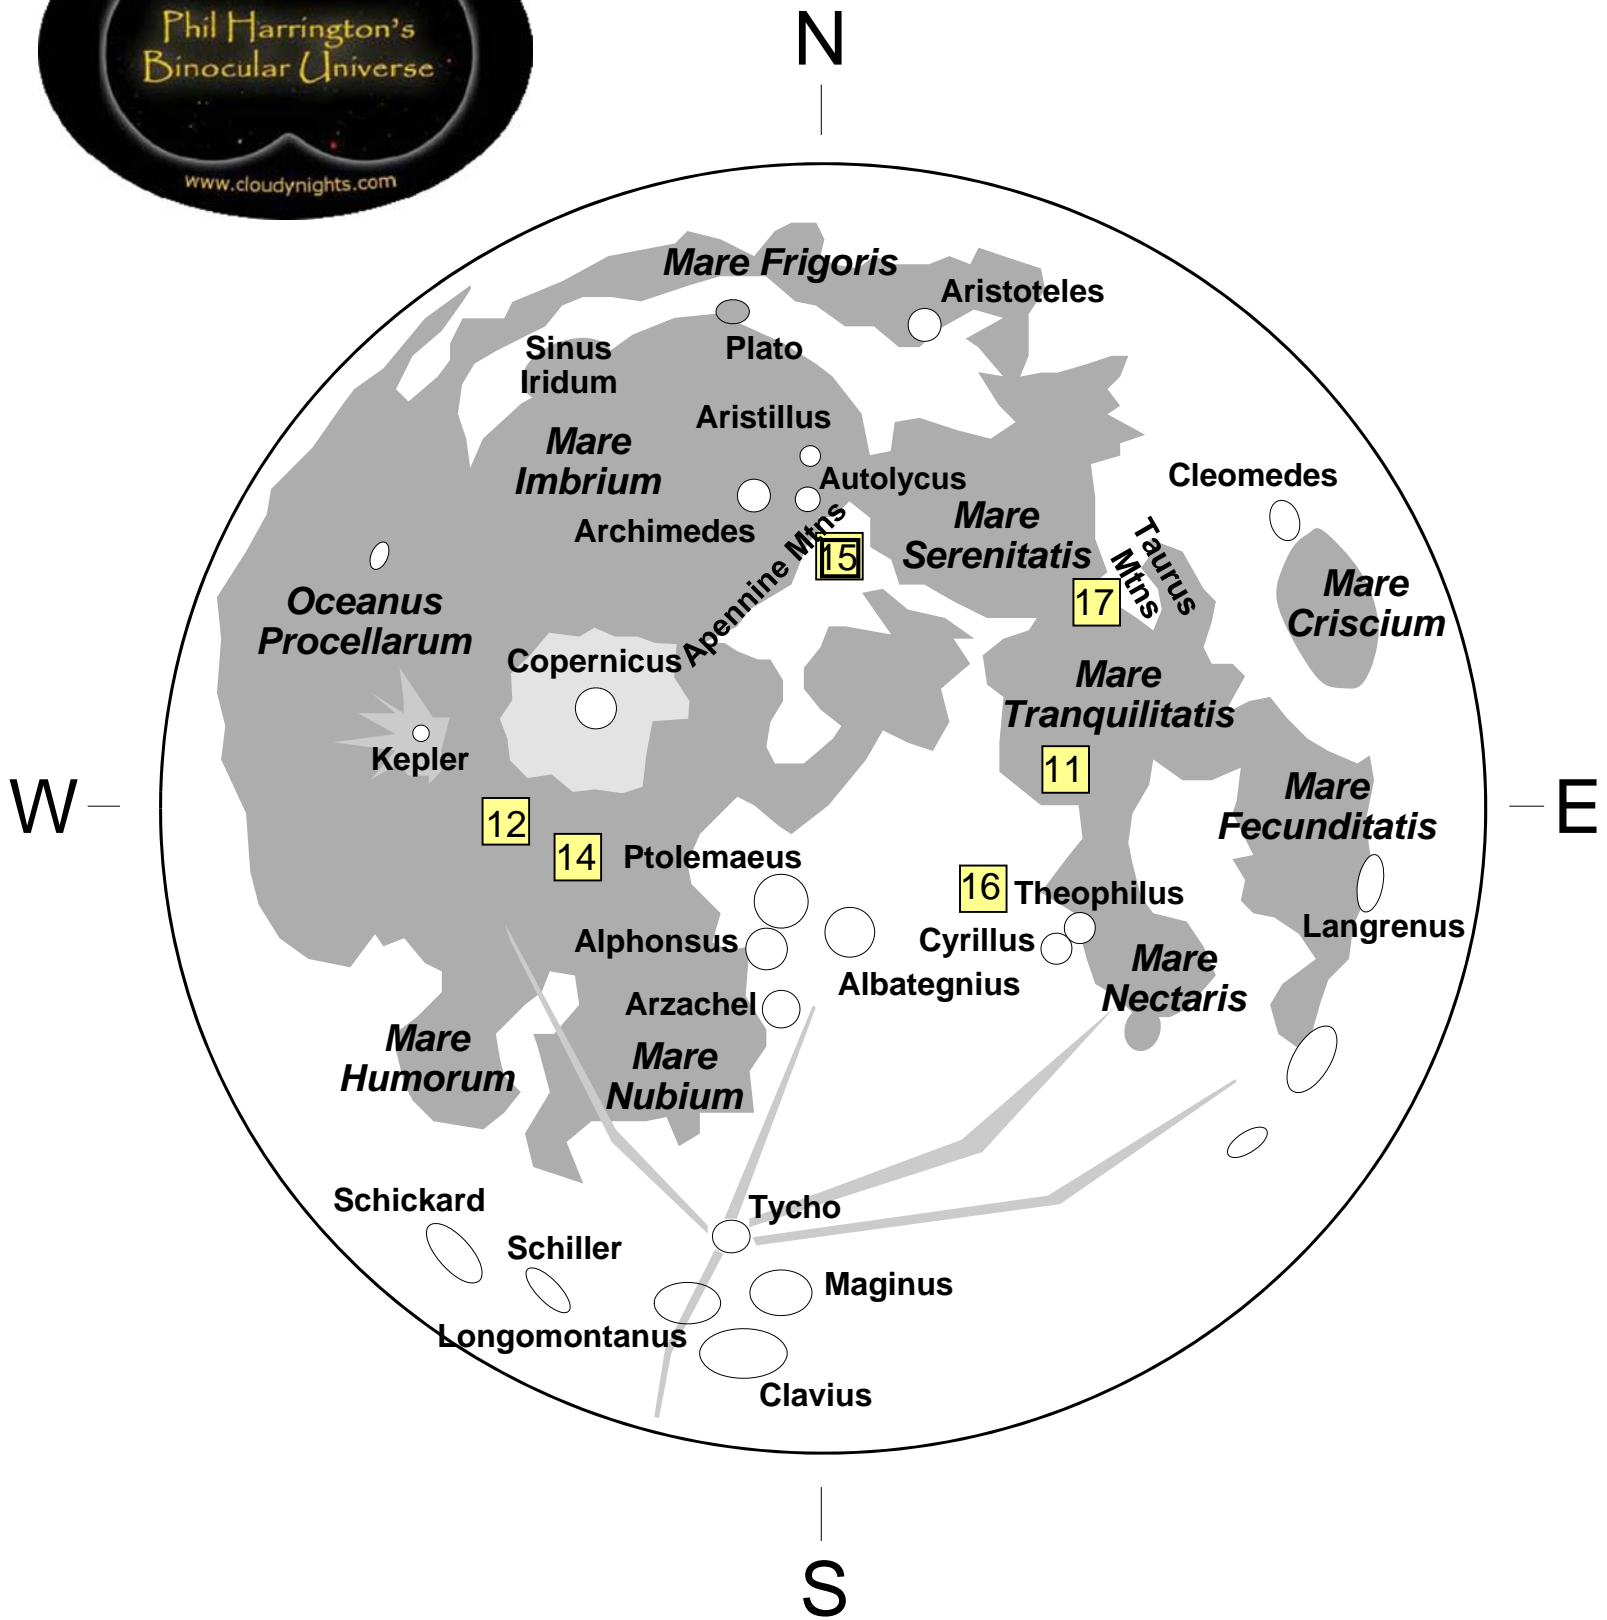 Phil Harrington's
Binocular Universe
www.cloudynights.com
N
Mare Frigoris
Aristoteles
Sinus
Iridum
Plato
Aristillus
Mare
Imbrium
Autolycus
Cleomedes
Archimedes
Mare
Serenitatis
Taurus
Mtns
Apennine Mtns
15
Mare
Criscium
Oceanus
Procellarum
17
Copernicus
Mare
Tranquilitatis
Kepler
11
W
E
Mare
Fecunditatis
12
14
Ptolemaeus
16
Theophilus
Langrenus
Alphonsus
Cyrillus
Albategnius
Mare
Nectaris
Arzachel
Mare
Humorum
Mare
Nubium
Schickard
Tycho
Schiller
Maginus
Longomontanus
Clavius
S